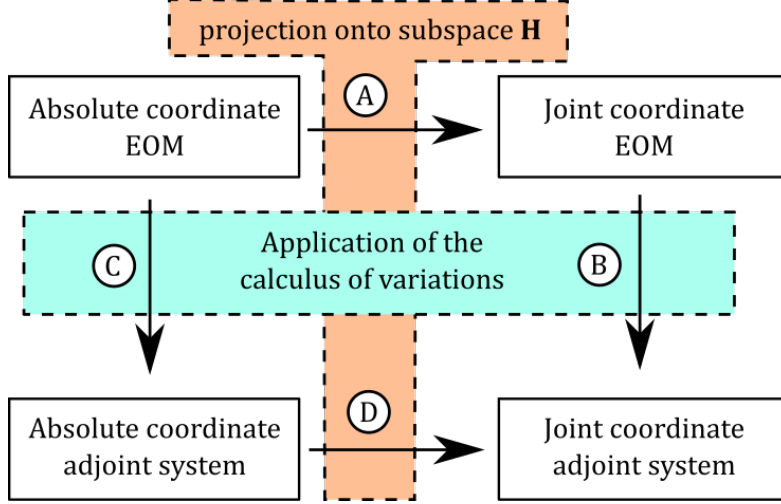 projection onto subspace H
A
Absolute coordinate
EOM
Joint coordinate
EOM
C
Application of the
calculus of variations
B
D
Absolute coordinate
adjoint system
Joint coordinate
adjoint system